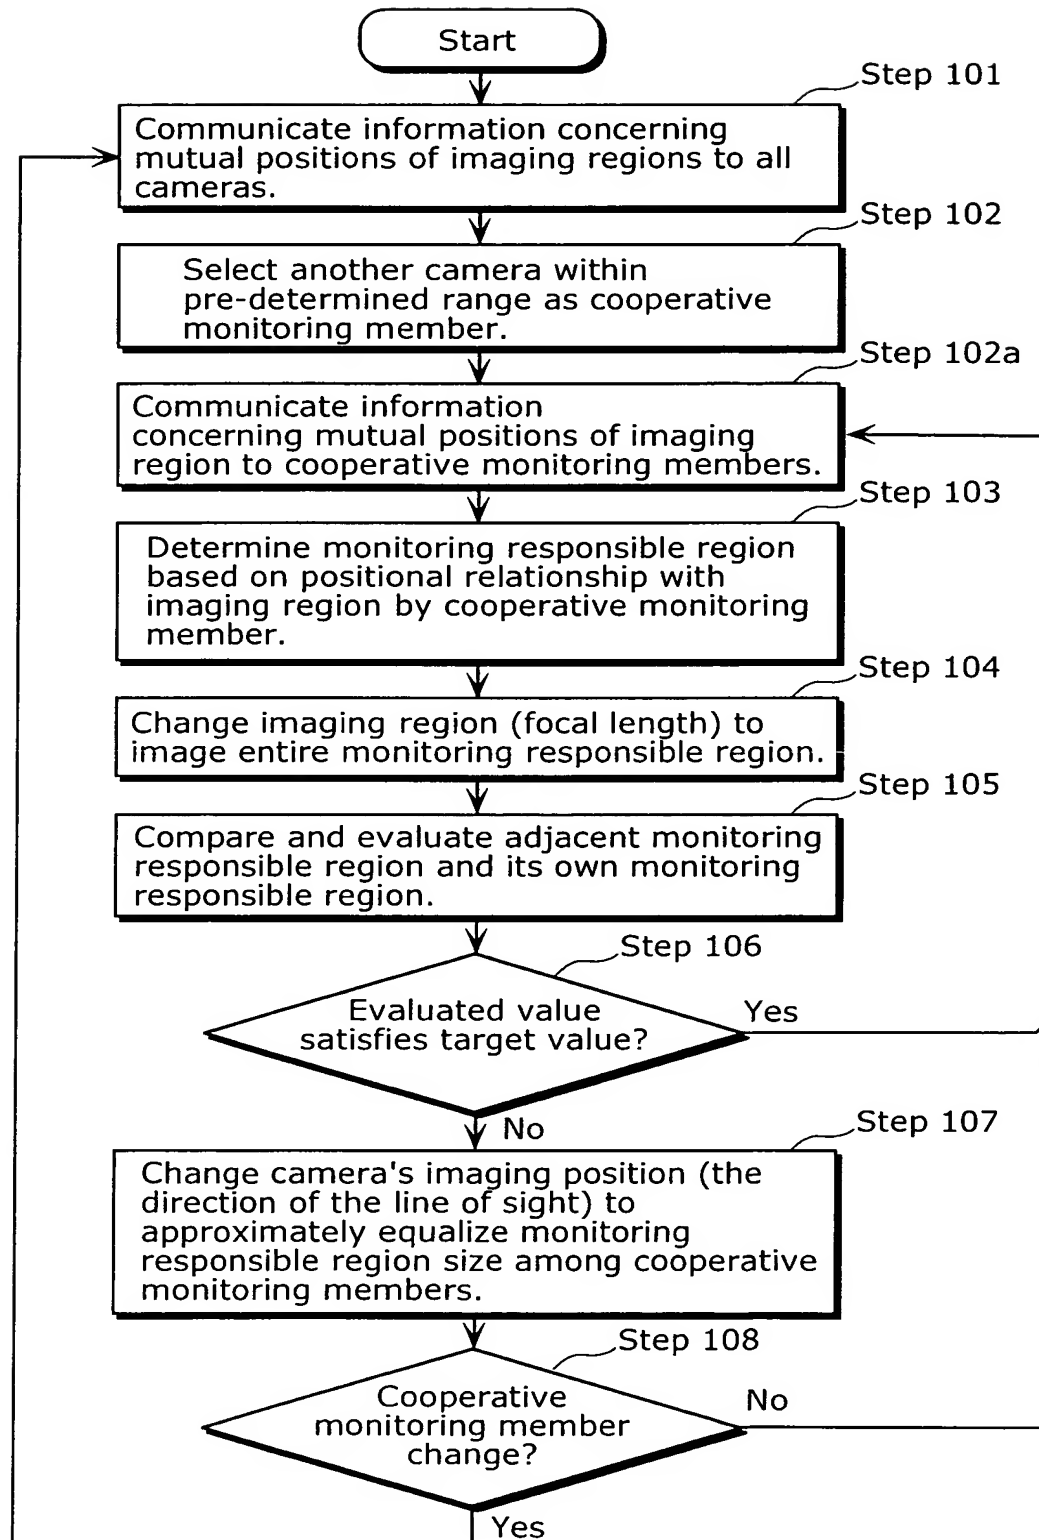 Start
Step 101
Communicate information concerning
mutual positions of imaging regions to all
cameras.
Step 102
Select another camera within
pre-determined range as cooperative
monitoring member.
Step 102a
Communicate information
concerning mutual positions of imaging
region to cooperative monitoring members.
Step 103
Determine monitoring responsible region
based on positional relationship with
imaging region by cooperative monitoring
member.
Step 104
Change imaging region (focal length) to
image entire monitoring responsible region.
Step 105
Compare and evaluate adjacent monitoring
responsible region and its own monitoring
responsible region.
Step 106
Evaluated value
satisfies target value?
Yes
No
Step 107
Change camera's imaging position (the
direction of the line of sight) to
approximately equalize monitoring
responsible region size among cooperative
monitoring members.
Step 108
Cooperative
monitoring member
change?
No
Yes